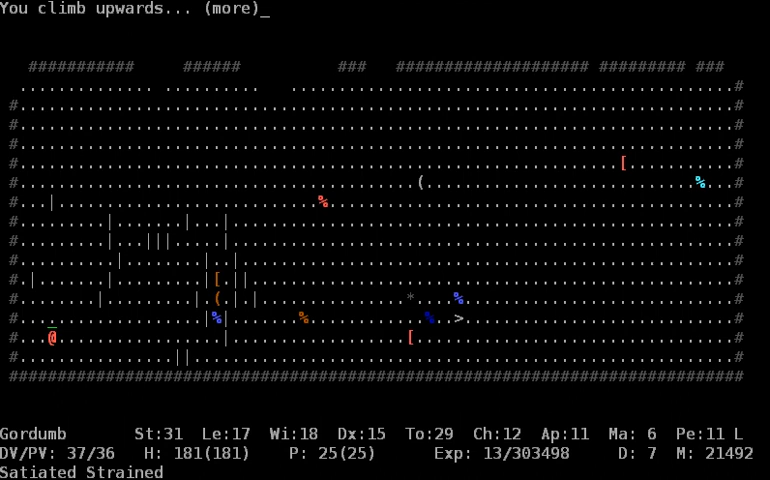 You climb upwards... (more)_
########### ###### ### #################### ######### ###
.............. .......... ...............................................#
#...........................................................................#
#...........................................................................#
#...........................................................................#
#...............................................................[...........#
#..........................................(.............................%...#
#...|............................%...........................................#
#.........|.......|...|.....................................................#
#.........|...|||.....|.....................................................#
#..........|........|.|.....................................................#
#.|.......|.........|[.||...................................................#
#........|.........|.(.|.|................*....%.............................#
#.._................|%|.......%............%..>.............................#
#...@.................|...................[..................................#
#................||.........................................................#
#############################################################################
Gordumb St:31 Le:17 Wi:18 Dx:15 To:29 Ch:12 Ap:11 Ma: 6 Pe:11 L
DV/PV: 37/36 H: 181(181) P: 25(25) Exp: 13/303498 D: 7 M: 21492
Satiated Strained